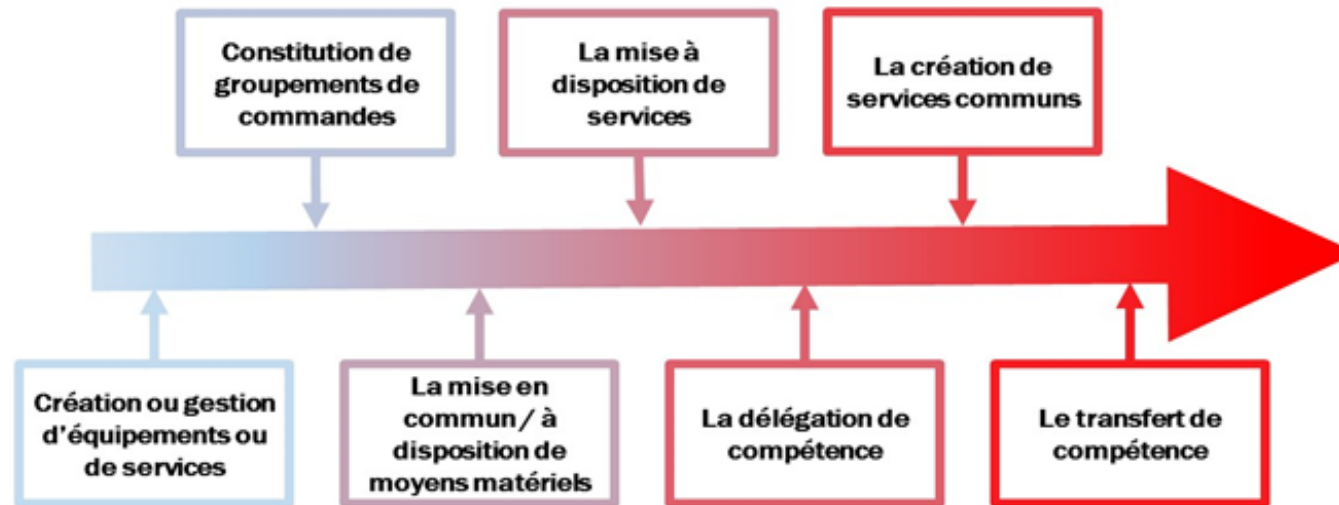 Constitution de
groupements de
commandes
La mise à
disposition de
services
La création de
services communs
Création ou gestion
d'équipements ou
de services
La mise en
commun / à
disposition de
moyens matériels
La délégation de
compétence
Le transfert de
compétence